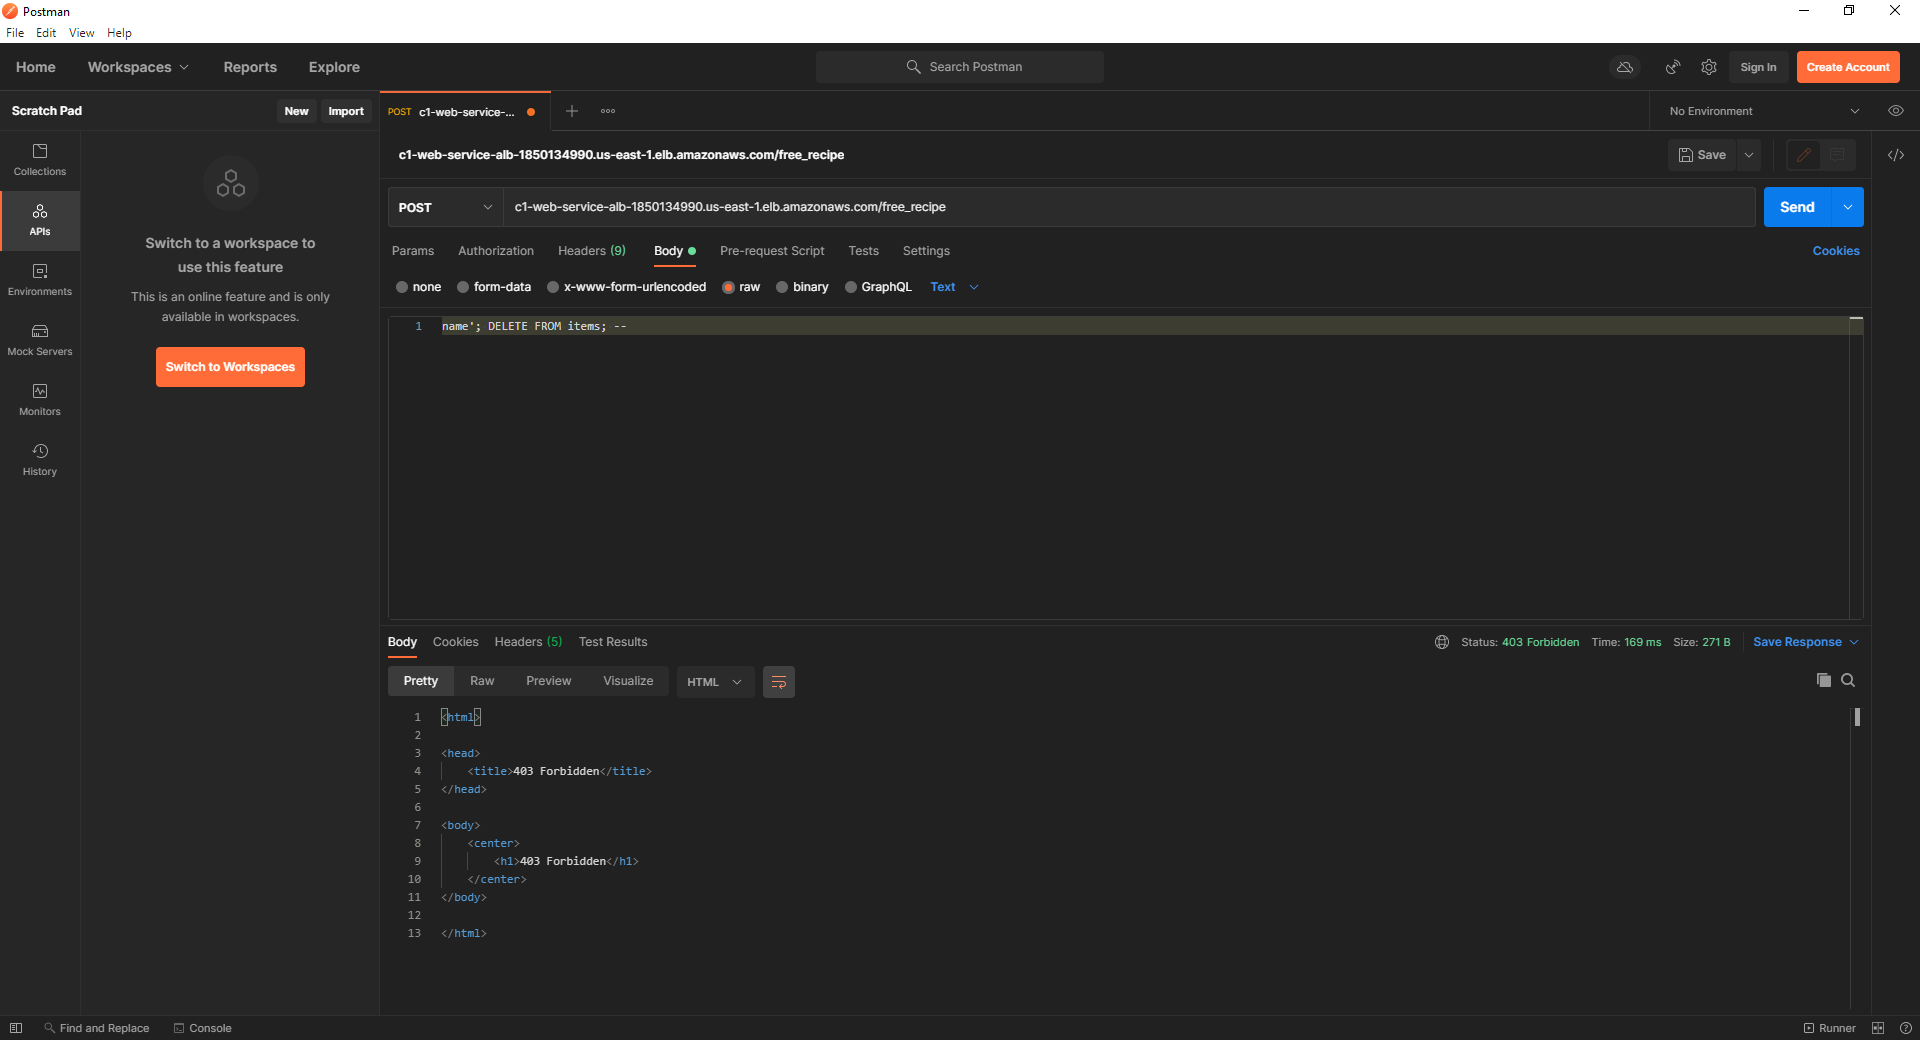 Postman
File Edit View Help
Home Workspaces Reports Explore Search Postman Sign In Create Account
Scratch Pad New Import POST c1-web-service-... No Environment
c1-web-service-alb-1850134990.us-east-1.elb.amazonaws.com/free_recipe Save </>
POST c1-web-service-alb-1850134990.us-east-1.elb.amazonaws.com/free_recipe Send
Params Authorization Headers (9) Body Pre-request Script Tests Settings Cookies
none form-data x-www-form-urlencoded raw binary GraphQL Text
1 name'; DELETE FROM items; --
Collections
APIs
Environments
Mock Servers
Monitors
History
Switch to a workspace to
use this feature
This is an online feature and is only
available in workspaces.
Switch to Workspaces
Body Cookies Headers (5) Test Results Status: 403 Forbidden Time: 169 ms Size: 271 B Save Response
Pretty Raw Preview Visualize HTML
1 <html>
2
3 <head>
4 <title>403 Forbidden</title>
5 </head>
6
7 <body>
8 <center>
9 <h1>403 Forbidden</h1>
10 </center>
11 </body>
12
13 </html>
Find and Replace Console Runner